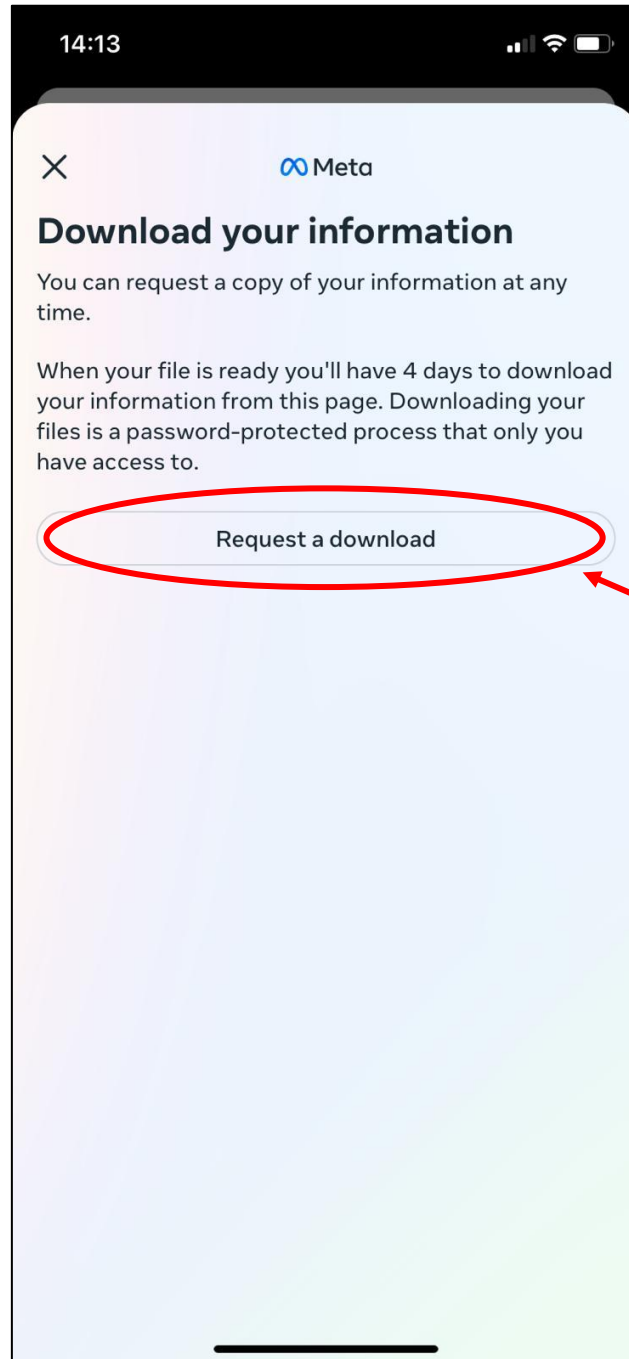 14:13
Meta
Download your information
You can request a copy of your information at any
time.
When your file is ready you'll have 4 days to download
your information from this page. Downloading your
files is a password-protected process that only you
have access to.
Request a download